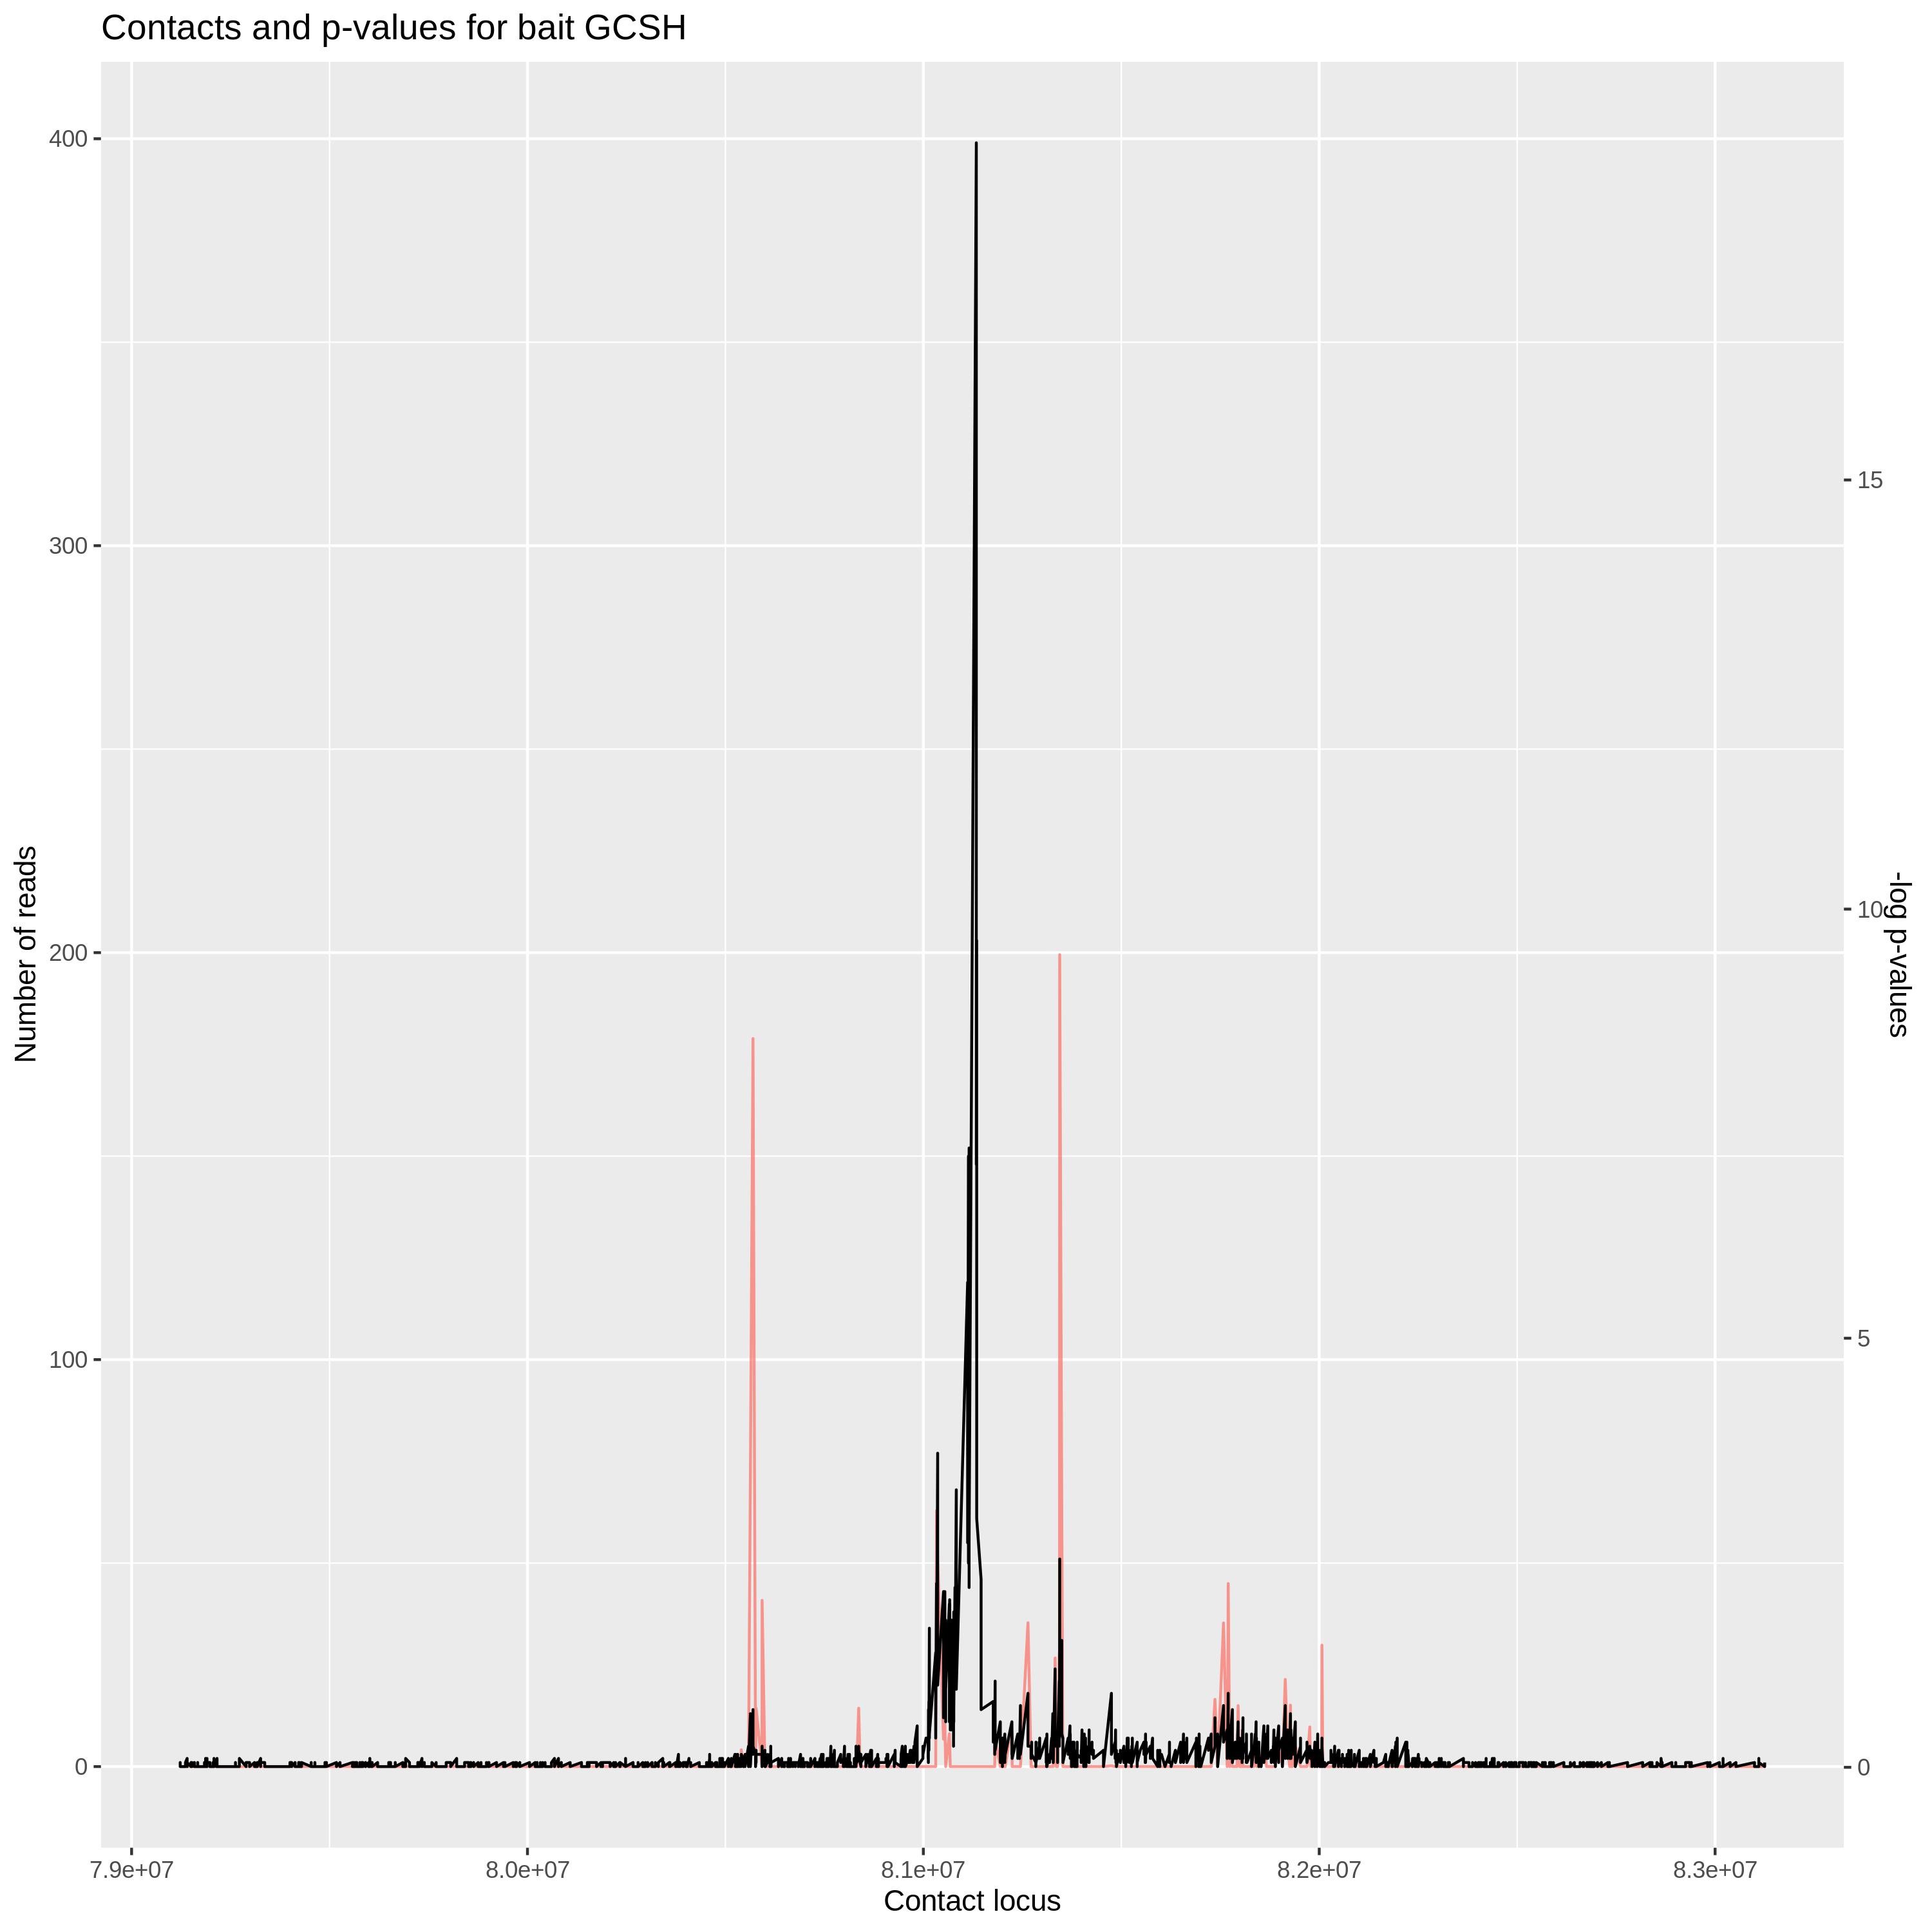 Contacts and p-values for bait GCSH
400
300
200
100
0
Number of reads
15
10
5
0
-log p-values
7.9e+07 8.0e+07 8.1e+07 8.2e+07 8.3e+07
Contact locus